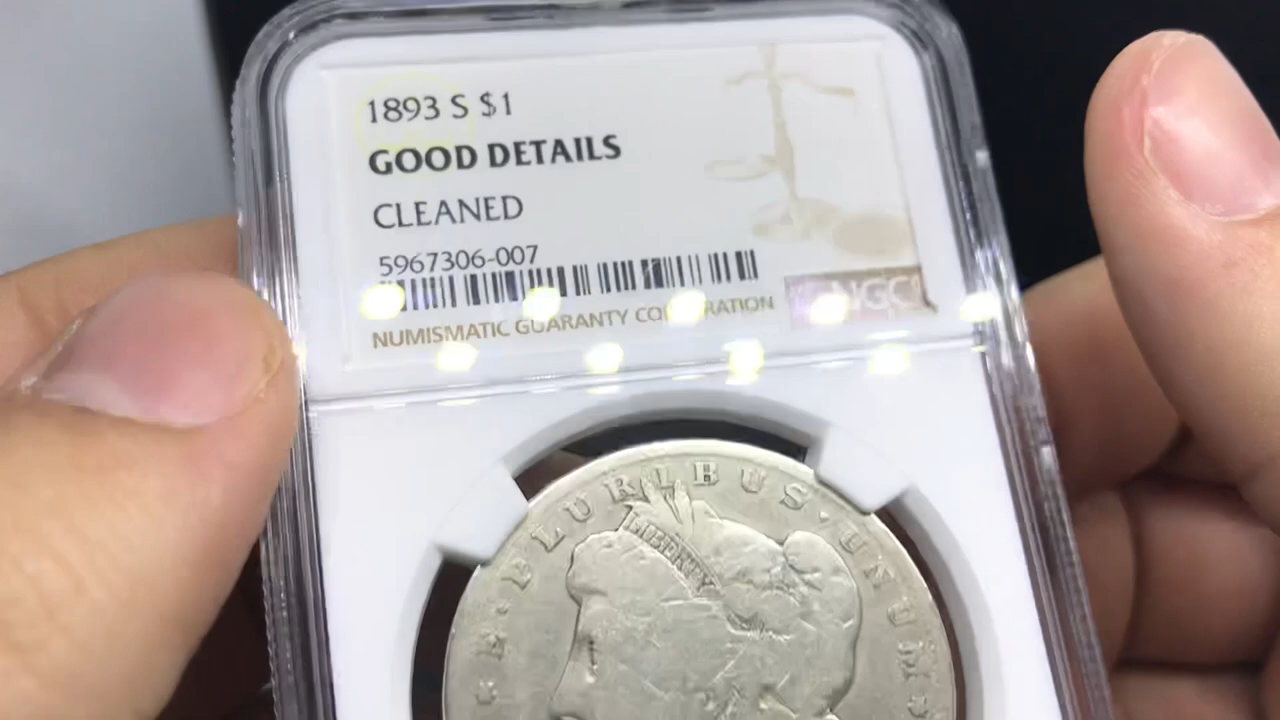 1893 S $1
GOOD DETAILS
CLEANED
5967306-007
NUMISMATIC GUARANTY CORPORATION
NGC
E · PLURIBUS · UNUM
LIBERTY